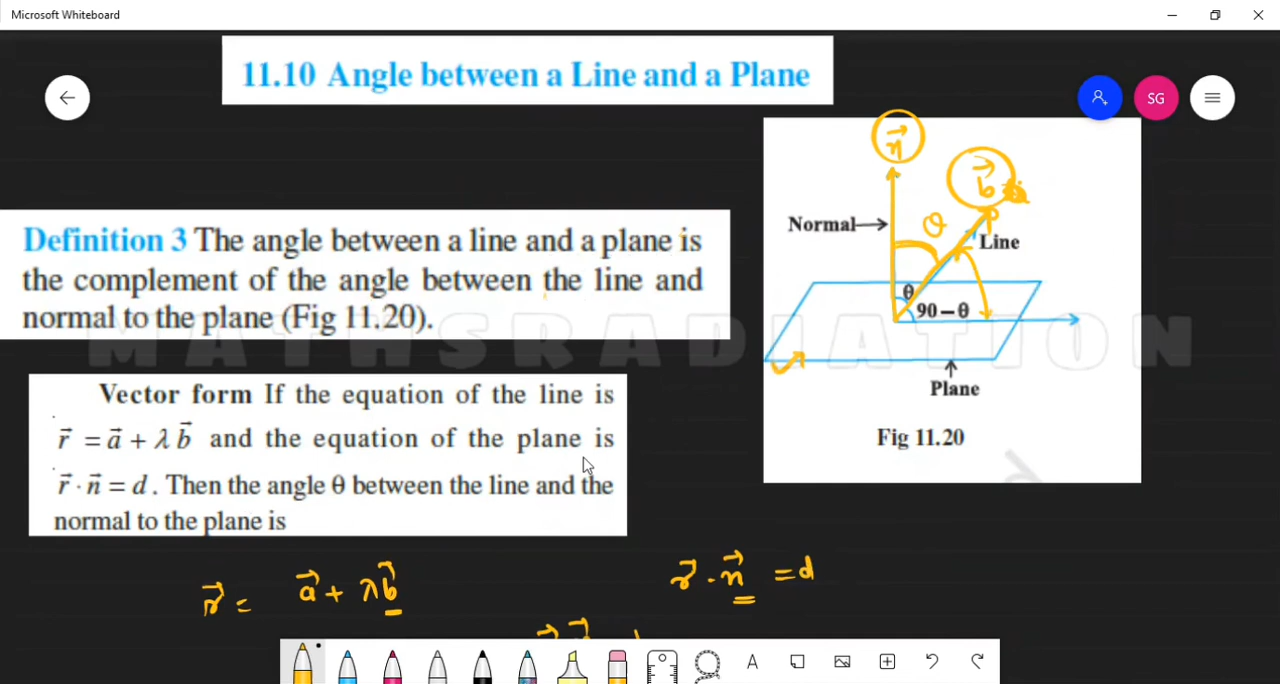 Microsoft Whiteboard
11.10 Angle between a Line and a Plane
SG
Definition 3 The angle between a line and a plane is
the complement of the angle between the line and
normal to the plane (Fig 11.20).
Vector form If the equation of the line is
r⃗ = a⃗ + λ b⃗ and the equation of the plane is
r⃗ · n⃗ = d. Then the angle θ between the line and the
normal to the plane is
n⃗
b⃗
Normal
θ
Line
θ
90 – θ
Plane
Fig 11.20
MATHSRADIATION
r⃗ = a⃗ + λb⃗
r⃗ · n⃗ = d
A